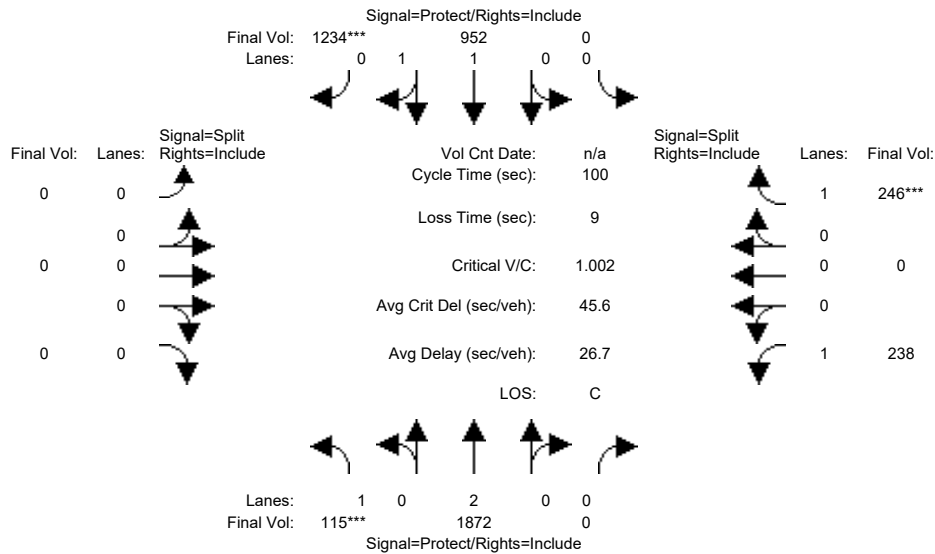 Signal=Protect/Rights=Include
Final Vol: 1234*** 952 0
Lanes: 0 1 1 0 0
Signal=Split
Final Vol: Lanes: Rights=Include
Vol Cnt Date: n/a
Signal=Split
Rights=Include Lanes: Final Vol:
Cycle Time (sec): 100
0 0
1 246***
Loss Time (sec): 9
0
0
0 0
Critical V/C: 1.002
0 0
0
Avg Crit Del (sec/veh): 45.6
0
0 0
Avg Delay (sec/veh): 26.7
1 238
LOS: C
Lanes: 1 0 2 0 0
Final Vol: 115*** 1872 0
Signal=Protect/Rights=Include